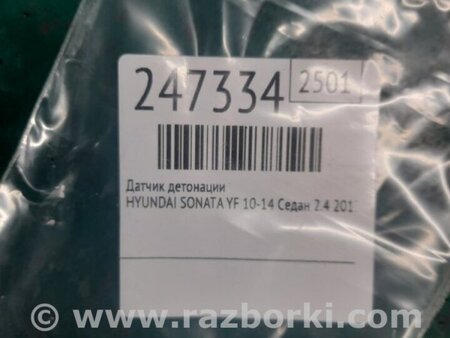 247334 2501
Датчик детонации
HYUNDAI SONATA YF 10-14 Седан 2.4 201
© www.razborki.com